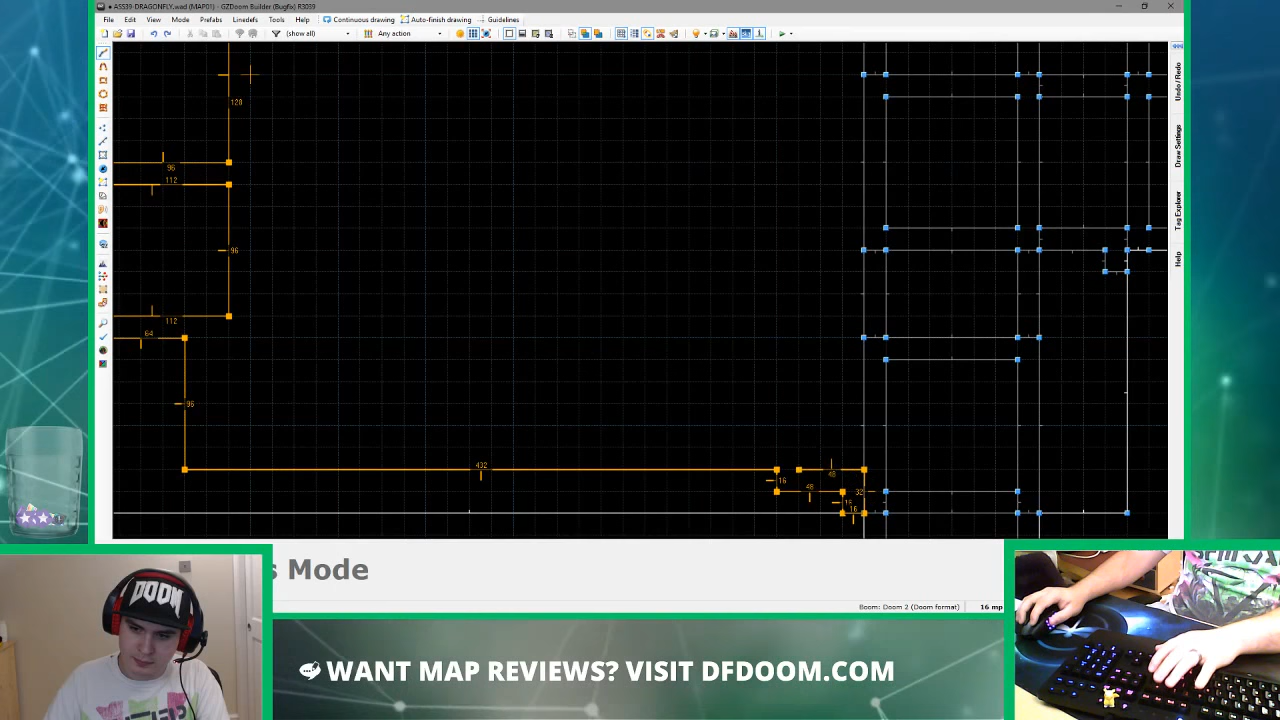 ASS39-DRAGONFLY.wad (MAP01) - GZDoom Builder (Bugfix) R3039
File Edit View Mode Prefabs Linedefs Tools Help Continuous drawing Auto-finish drawing Guidelines
(show all) Any action
Undo / Redo
Draw Settings
Tag Explorer
Help
128
96
112
96
112
64
96
432
16
48
48
32
16
16
s Mode
Boom: Doom 2 (Doom format) 16 mp
DOOM
WANT MAP REVIEWS? VISIT DFDOOM.COM